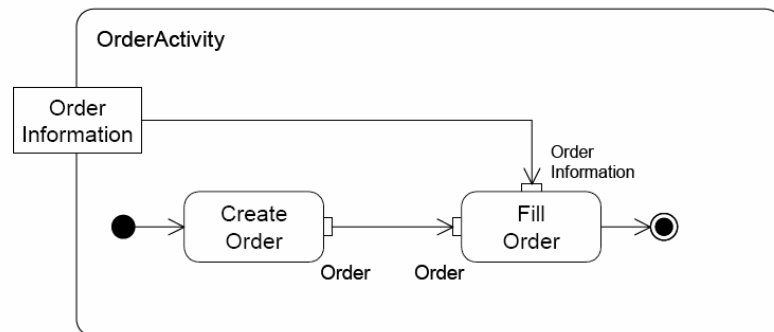 OrderActivity
Order
Information
Order
Information
Create
Order
Fill
Order
Order
Order